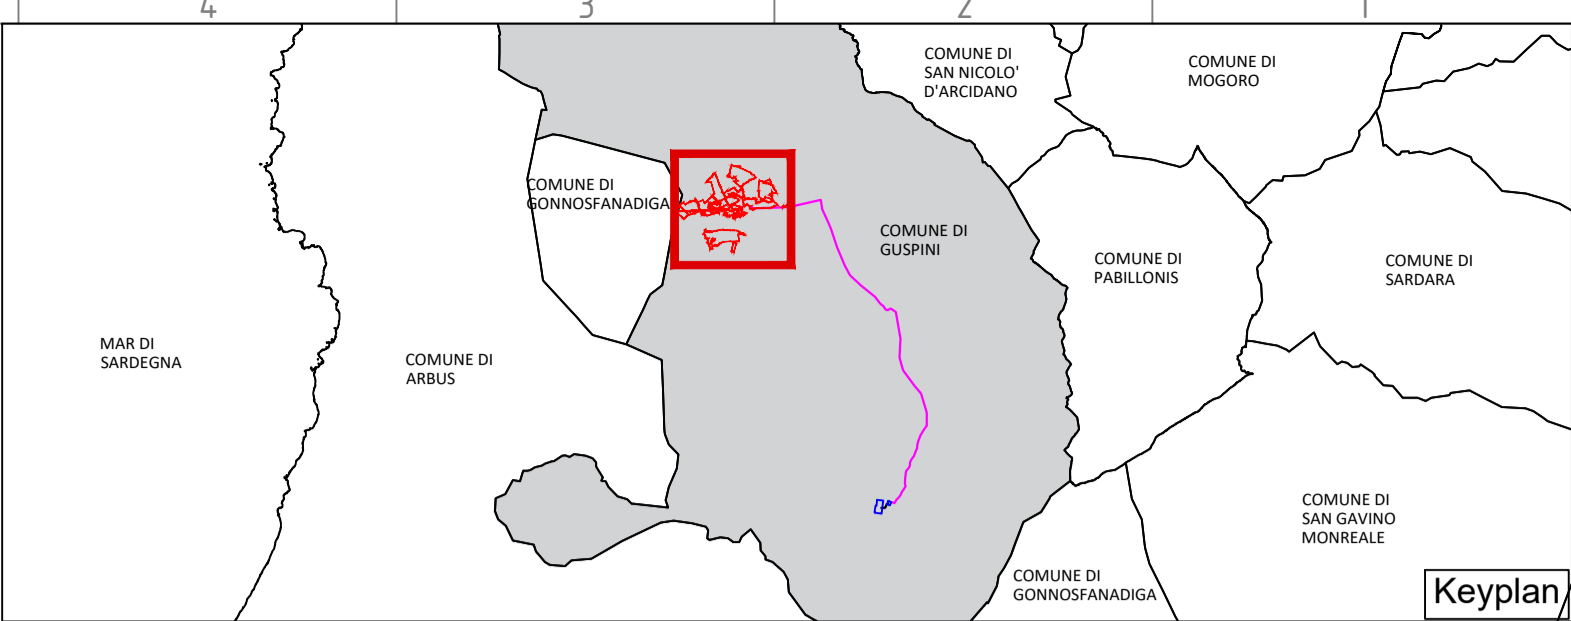 4 3 2 1
COMUNE DI
SAN NICOLO'
D'ARCIDANO
COMUNE DI
MOGORO
COMUNE DI
GONNOSFANADIGA
COMUNE DI
GUSPINI
COMUNE DI
PABILLONIS
COMUNE DI
SARDARA
MAR DI
SARDEGNA
COMUNE DI
ARBUS
COMUNE DI
SAN GAVINO
MONREALE
COMUNE DI
GONNOSFANADIGA
Keyplan